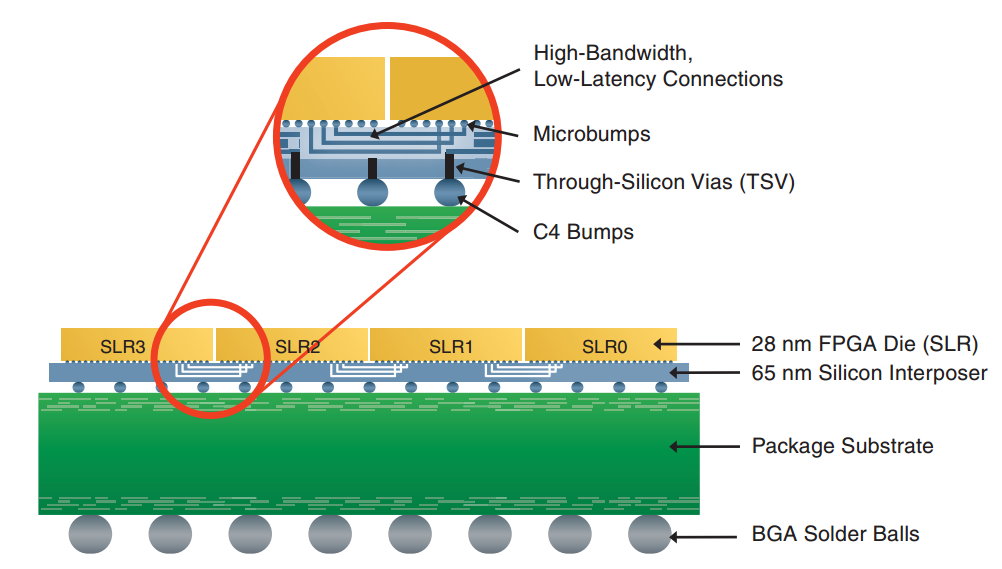 High-Bandwidth,
Low-Latency Connections
Microbumps
Through-Silicon Vias (TSV)
C4 Bumps
SLR3
SLR2
SLR1
SLR0
28 nm FPGA Die (SLR)
65 nm Silicon Interposer
Package Substrate
BGA Solder Balls